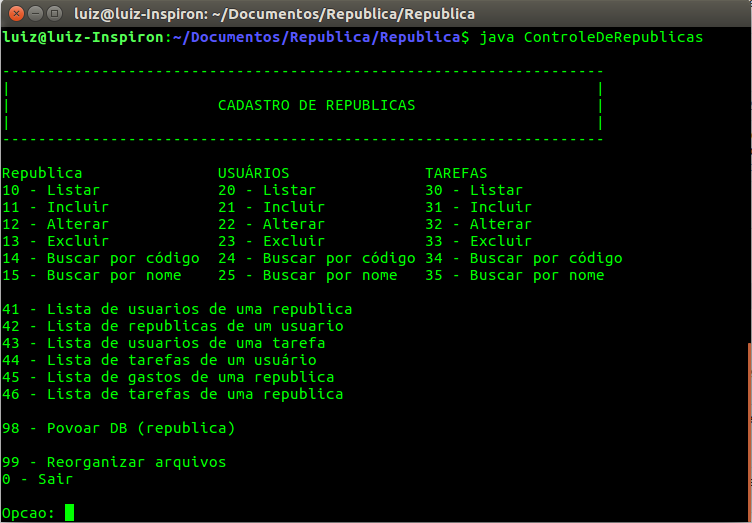 luiz@luiz-Inspiron: ~/Documentos/Republica/Republica
luiz@luiz-Inspiron:~/Documentos/Republica/Republica$ java ControleDeRepublicas
-------------------------------------------------------------------
|                                                                 |
|                       CADASTRO DE REPUBLICAS                    |
|                                                                 |
-------------------------------------------------------------------
Republica               USUÁRIOS               TAREFAS
10 - Listar             20 - Listar            30 - Listar
11 - Incluir            21 - Incluir           31 - Incluir
12 - Alterar            22 - Alterar           32 - Alterar
13 - Excluir            23 - Excluir           33 - Excluir
14 - Buscar por código  24 - Buscar por código 34 - Buscar por código
15 - Buscar por nome    25 - Buscar por nome   35 - Buscar por nome
41 - Lista de usuarios de uma republica
42 - Lista de republicas de um usuario
43 - Lista de usuarios de uma tarefa
44 - Lista de tarefas de um usuário
45 - Lista de gastos de uma republica
46 - Lista de tarefas de uma republica
98 - Povoar DB (republica)
99 - Reorganizar arquivos
0 - Sair
Opcao: